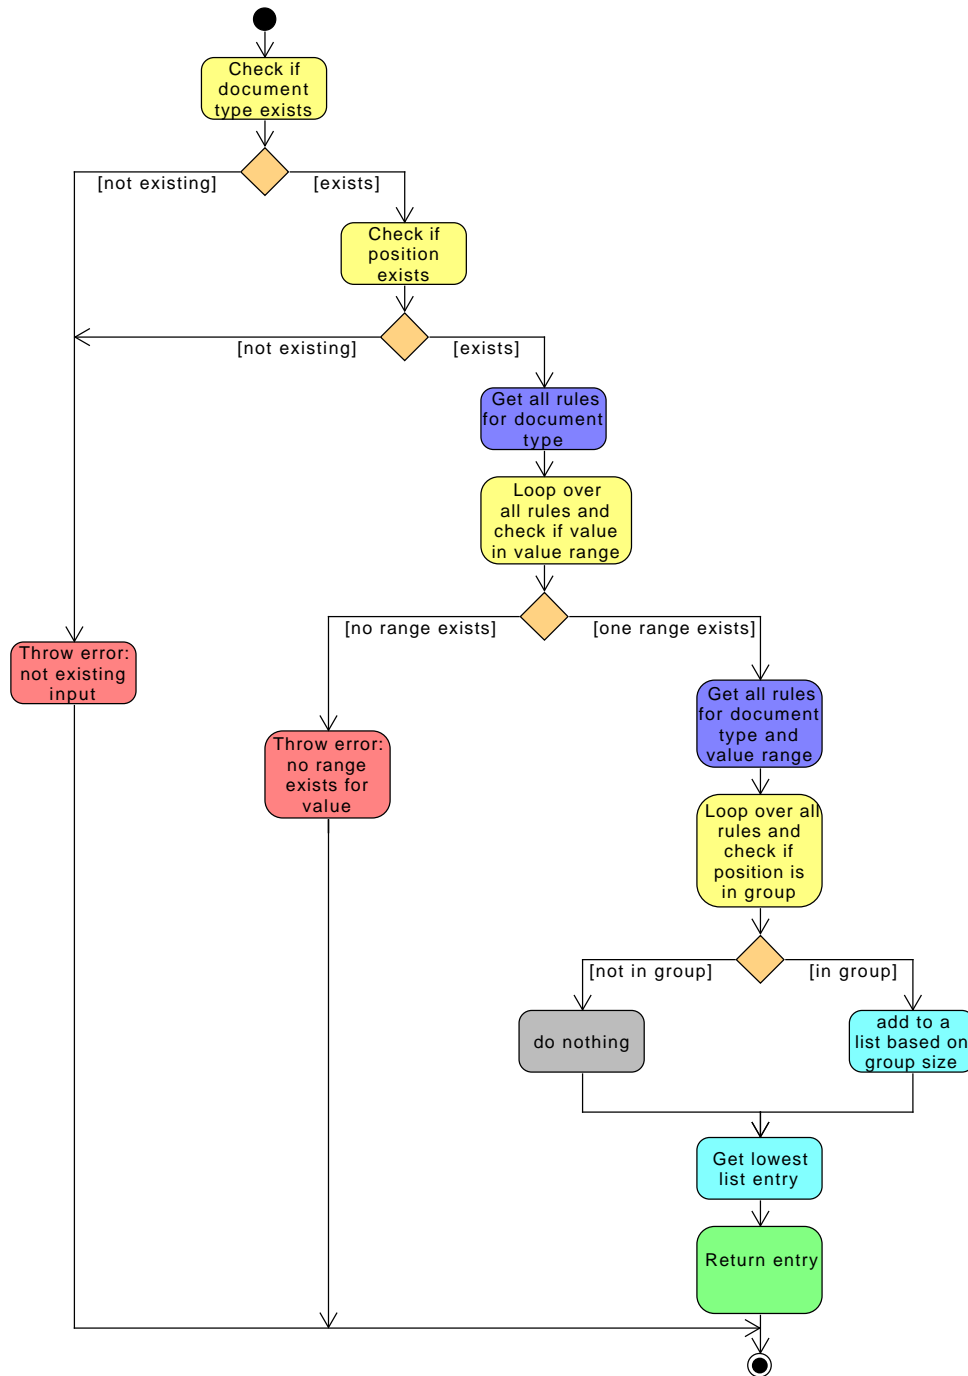 Check if
document
type exists
[not existing]
[exists]
Check if
position
exists
[not existing]
[exists]
Get all rules
for document
type
Loop over
all rules and
check if value
in value range
[no range exists]
[one range exists]
Throw error:
not existing
input
Get all rules
for document
type and
value range
Throw error:
no range
exists for
value
Loop over all
rules and
check if
position is
in group
[not in group]
[in group]
do nothing
add to a
list based on
group size
Get lowest
list entry
Return entry